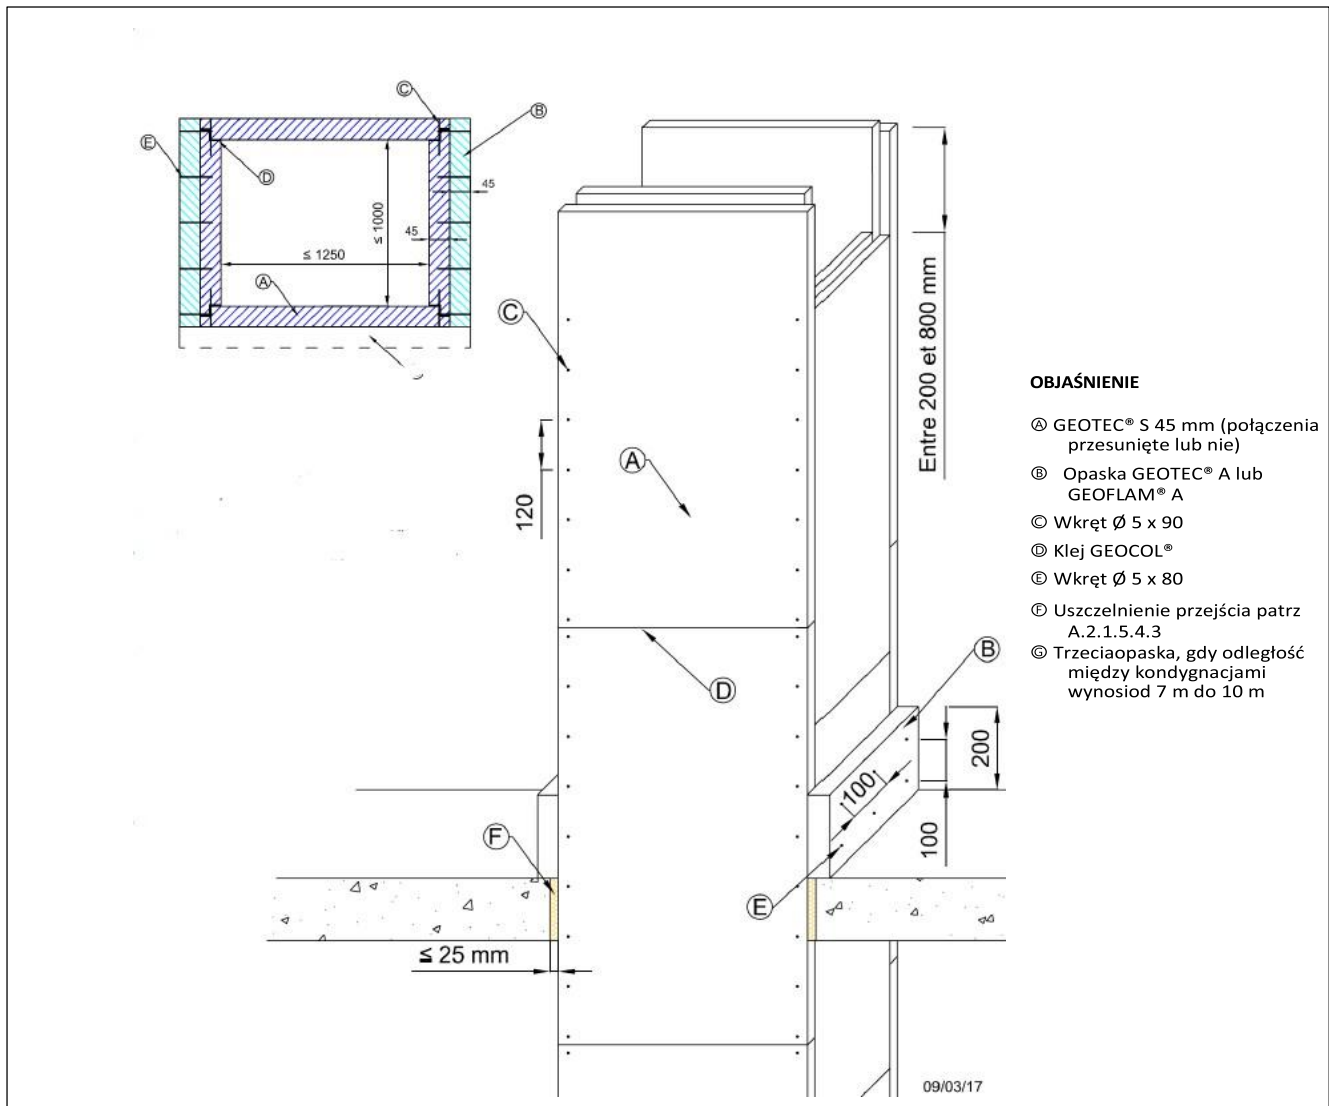 C
B
E
D
45
≤ 1000
45
≤ 1250
A
C
Entre 200 et 800 mm
A
120
B
D
200
100
F
100
E
≤ 25 mm
09/03/17
OBJAŚNIENIE
Ⓐ GEOTEC® S 45 mm (połączenia
przesunięte lub nie)
Ⓑ Opaska GEOTEC® A lub
GEOFLAM® A
Ⓒ Wkręt Ø 5 x 90
Ⓓ Klej GEOCOL®
Ⓔ Wkręt Ø 5 x 80
Ⓕ Uszczelnienie przejścia patrz
A.2.1.5.4.3
Ⓖ Trzeciaopaska, gdy odległość
między kondygnacjami
wynosiod 7 m do 10 m